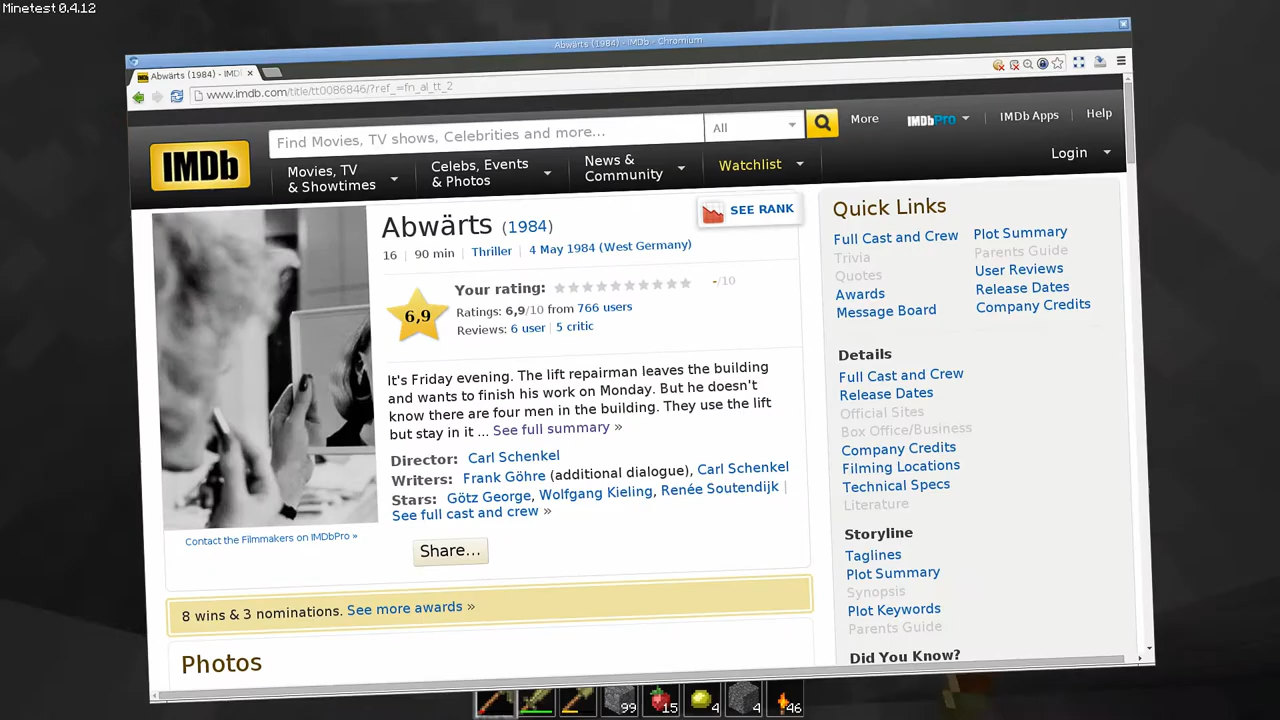 Minetest 0.4.12
Abwärts (1984) - IMDb - Chromium
Abwärts (1984) - IMD
www.imdb.com/title/tt0086846/?ref_=fn_al_tt_2
IMDb
Find Movies, TV shows, Celebrities and more...
All
More
IMDbPro
IMDb Apps
Help
Movies, TV
& Showtimes
Celebs, Events
& Photos
News &
Community
Watchlist
Login
Abwärts (1984)
SEE RANK
16 | 90 min | Thriller | 4 May 1984 (West Germany)
6,9
Your rating: -/10
Ratings: 6,9/10 from 766 users
Reviews: 6 user | 5 critic
It's Friday evening. The lift repairman leaves the building
and wants to finish his work on Monday. But he doesn't
know there are four men in the building. They use the lift
but stay in it ... See full summary »
Director: Carl Schenkel
Writers: Frank Göhre (additional dialogue), Carl Schenkel
Stars: Götz George, Wolfgang Kieling, Renée Soutendijk |
See full cast and crew »
Contact the Filmmakers on IMDbPro »
Share...
8 wins & 3 nominations. See more awards »
Photos
Quick Links
Full Cast and Crew
Trivia
Quotes
Awards
Message Board
Plot Summary
Parents Guide
User Reviews
Release Dates
Company Credits
Details
Full Cast and Crew
Release Dates
Official Sites
Box Office/Business
Company Credits
Filming Locations
Technical Specs
Literature
Storyline
Taglines
Plot Summary
Synopsis
Plot Keywords
Parents Guide
Did You Know?
99
15
4
4
46